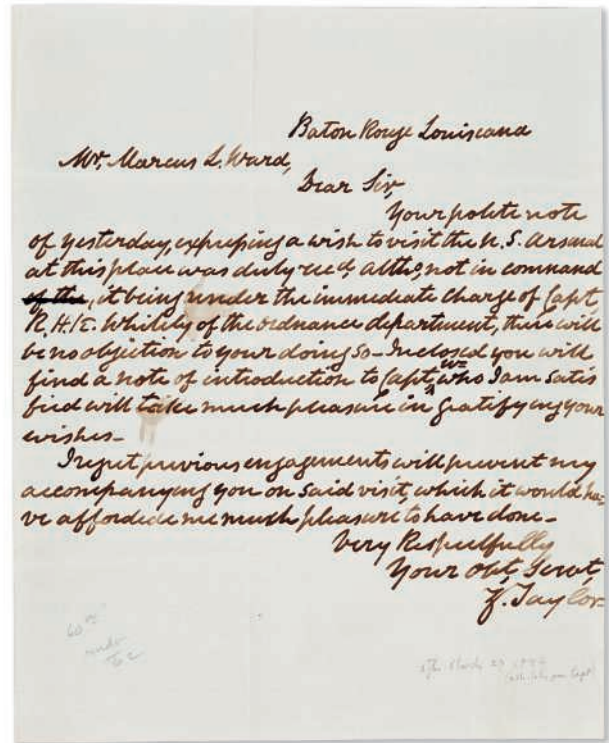 Baton Rouge Louiseana
Mr. Marcus L. Ward,
Dear Sir,
Your polite note
of yesterday, expressing a wish to visit the U. S. Arsenal
at this place was duly recd, altho, not in command
of the, it being under the immediate charge of Capt,
R. H. K. Whitely of the ordnance department, there will
be no objection to your doing so - Inclosed you will
find a note of introduction to Capt, W- who I am satis
fied will take much pleasure in gratifying your
wishes-
I regret previous engagements will prevent my
accompanying you on said visit, which it would ha=
ve afforded me much pleasure to have done-
Very Respectfully
Your Obt, Servt,
Z. Taylor
60